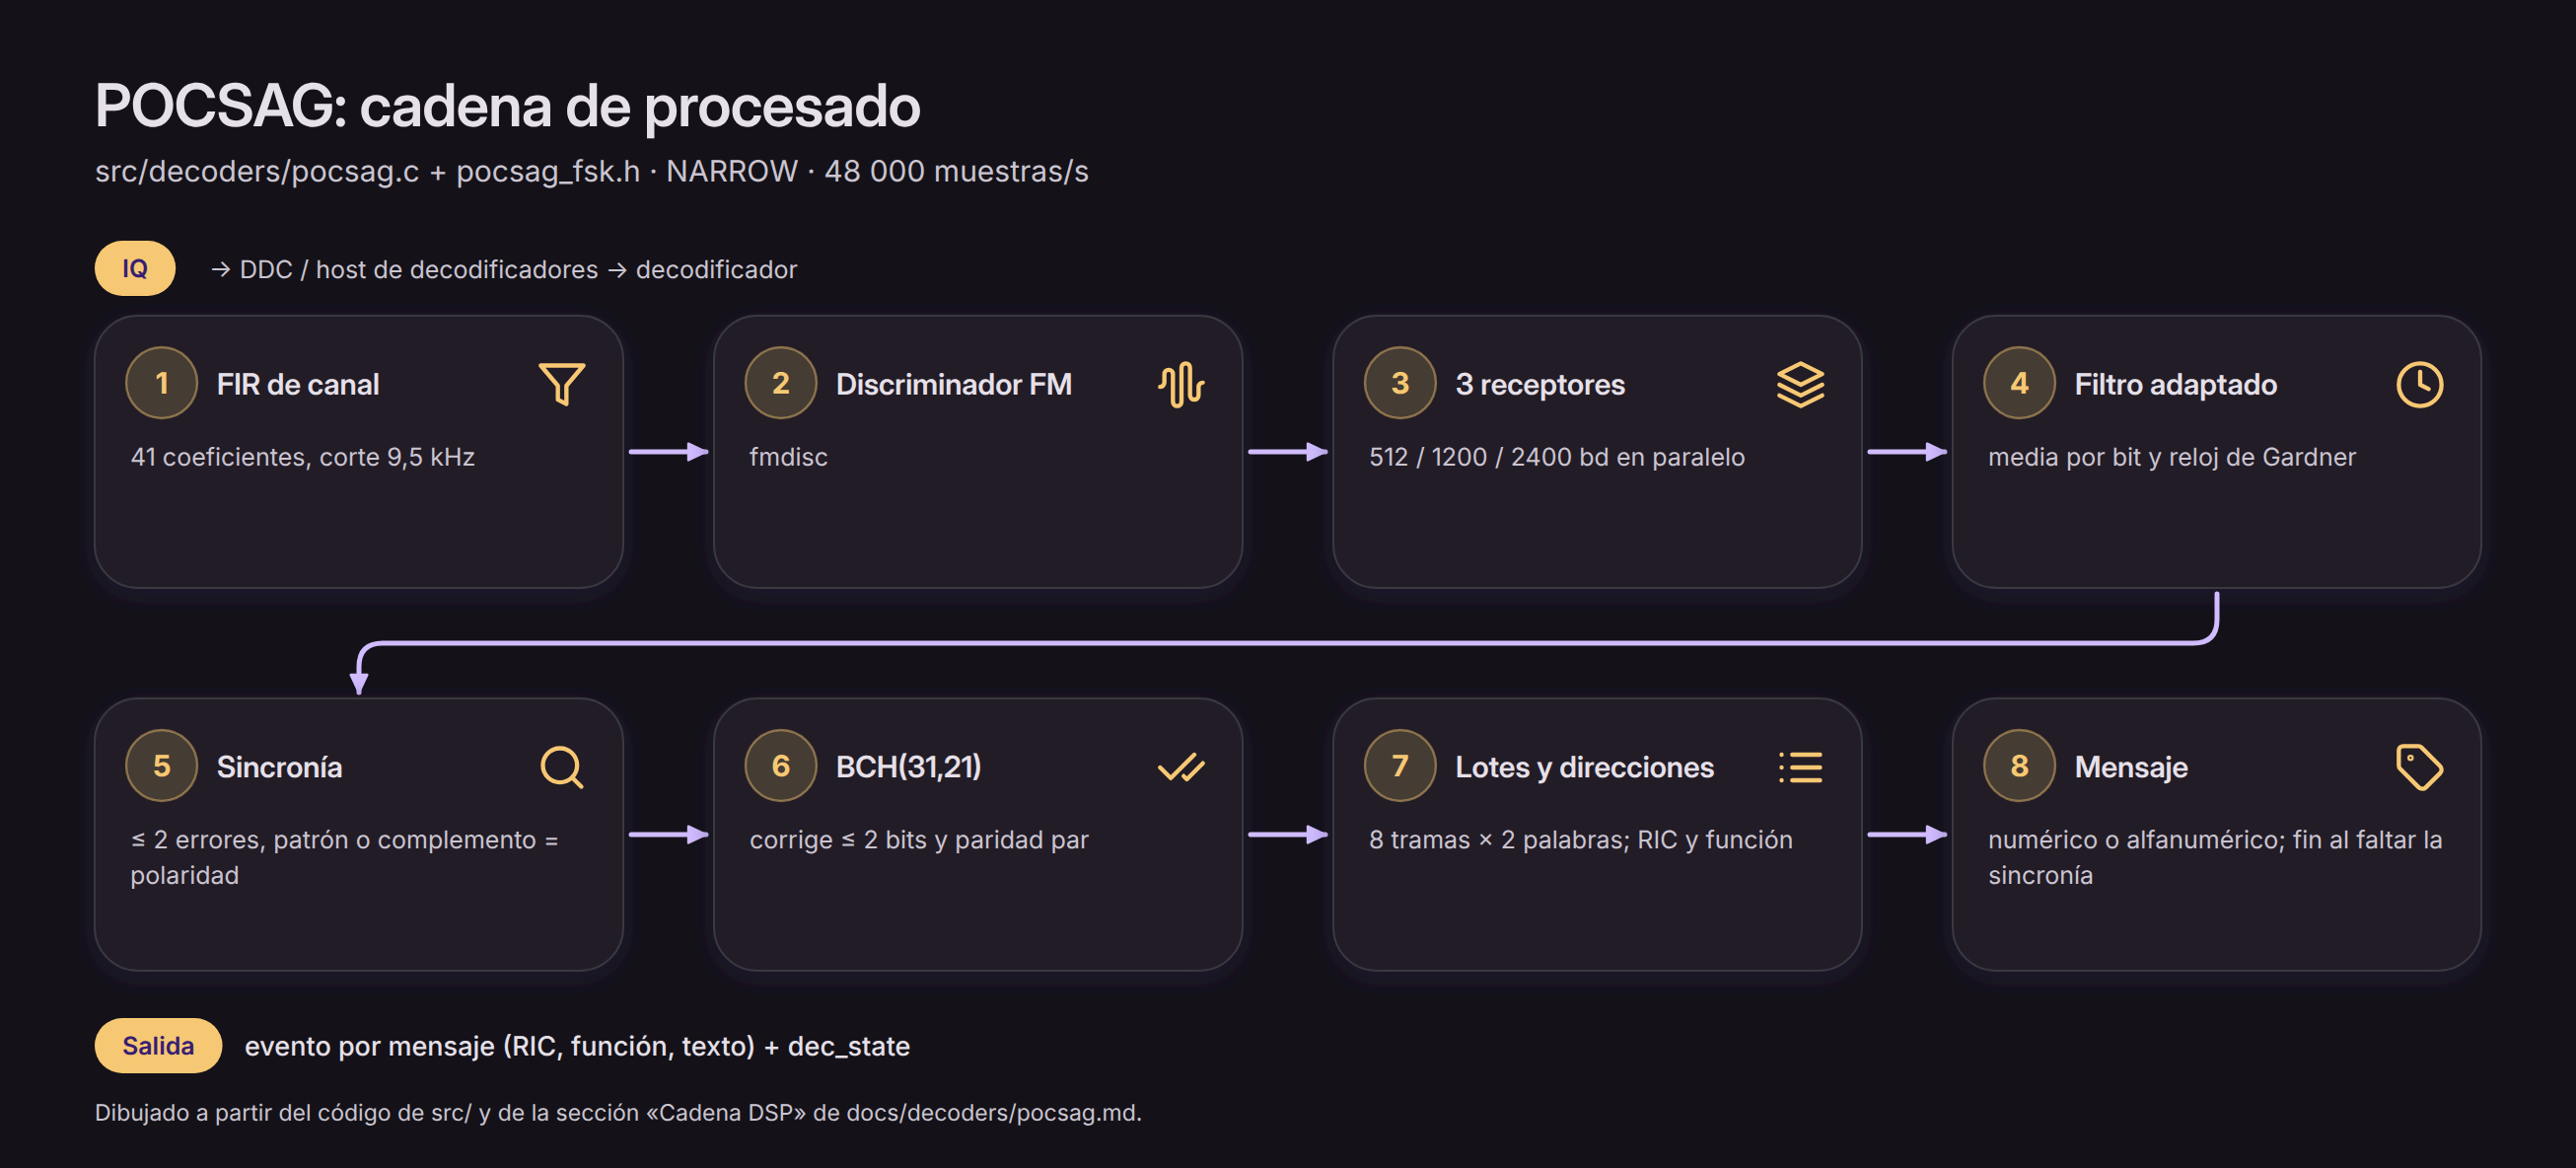 POCSAG: cadena de procesado
src/decoders/pocsag.c + pocsag_fsk.h · NARROW · 48 000 muestras/s
IQ → DDC / host de decodificadores → decodificador
1 FIR de canal
41 coeficientes, corte 9,5 kHz
2 Discriminador FM
fmdisc
3 3 receptores
512 / 1200 / 2400 bd en paralelo
4 Filtro adaptado
media por bit y reloj de Gardner
5 Sincronía
≤ 2 errores, patrón o complemento =
polaridad
6 BCH(31,21)
corrige ≤ 2 bits y paridad par
7 Lotes y direcciones
8 tramas × 2 palabras; RIC y función
8 Mensaje
numérico o alfanumérico; fin al faltar la
sincronía
Salida evento por mensaje (RIC, función, texto) + dec_state
Dibujado a partir del código de src/ y de la sección «Cadena DSP» de docs/decoders/pocsag.md.